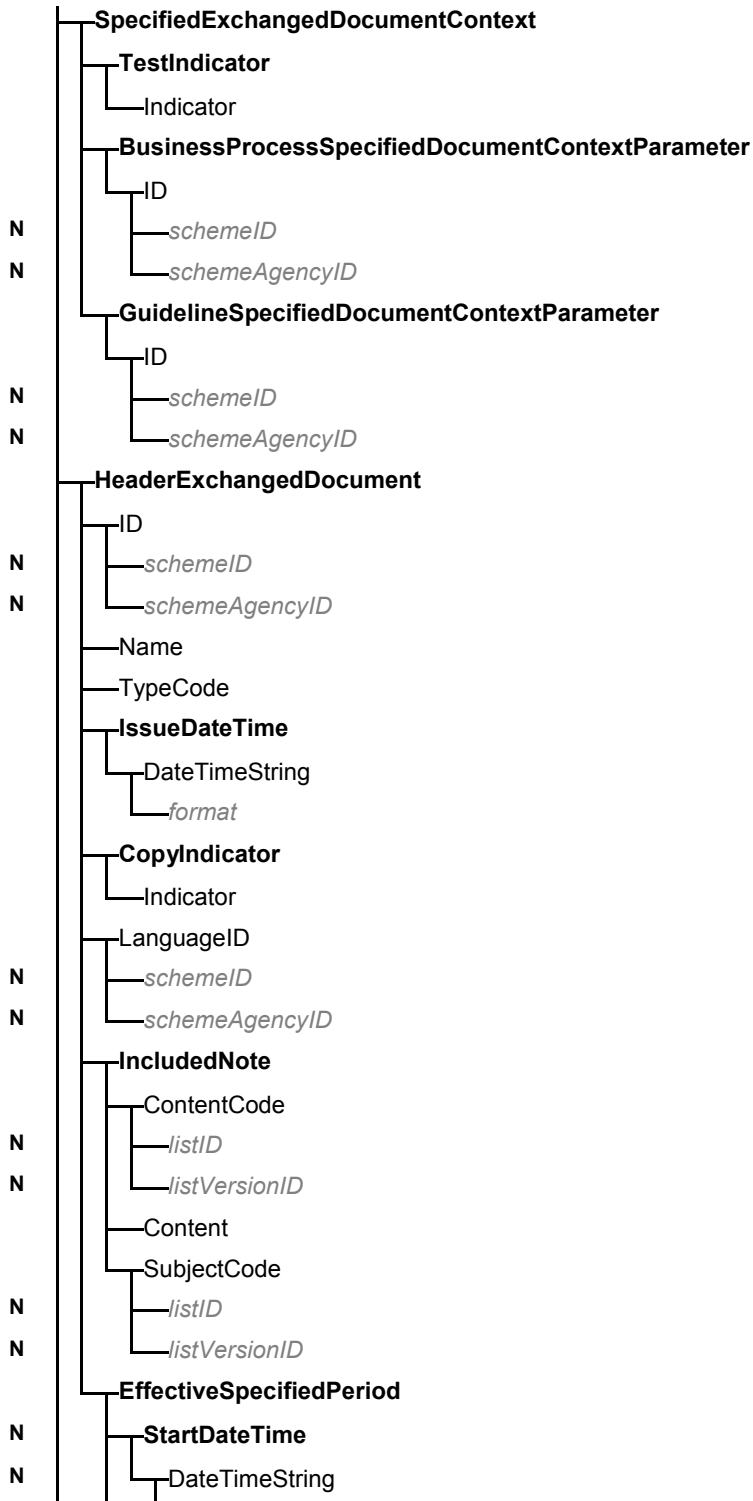 SpecifiedExchangedDocumentContext
TestIndicator
Indicator
BusinessProcessSpecifiedDocumentContextParameter
ID
N schemeID
N schemeAgencyID
GuidelineSpecifiedDocumentContextParameter
ID
N schemeID
N schemeAgencyID
HeaderExchangedDocument
ID
N schemeID
N schemeAgencyID
Name
TypeCode
IssueDateTime
DateTimeString
format
CopyIndicator
Indicator
LanguageID
N schemeID
N schemeAgencyID
IncludedNote
ContentCode
N listID
N listVersionID
Content
SubjectCode
N listID
N listVersionID
EffectiveSpecifiedPeriod
N StartDateTime
N DateTimeString